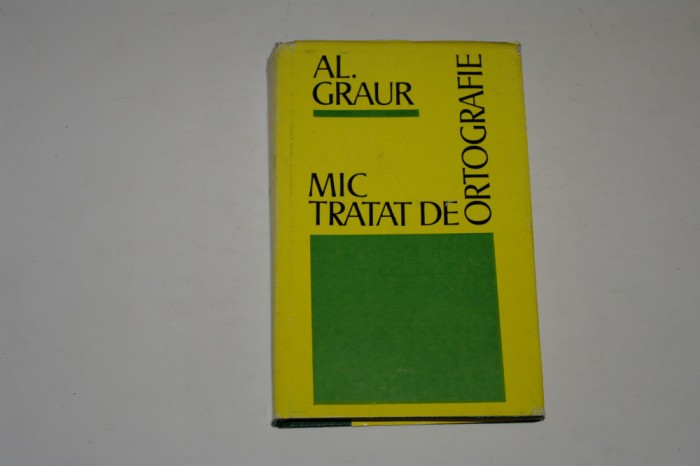 AL.
GRAUR
MIC
TRATAT DE
ORTOGRAFIE